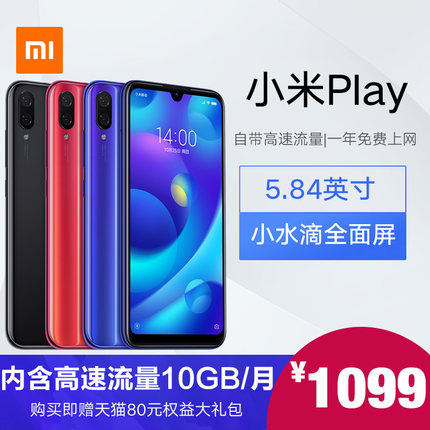 mi
小米Play
自带高速流量|一年免费上网
5.84英寸
小水滴全面屏
14:00
内含高速流量10GB/月
¥1099
购买即赠天猫80元权益大礼包